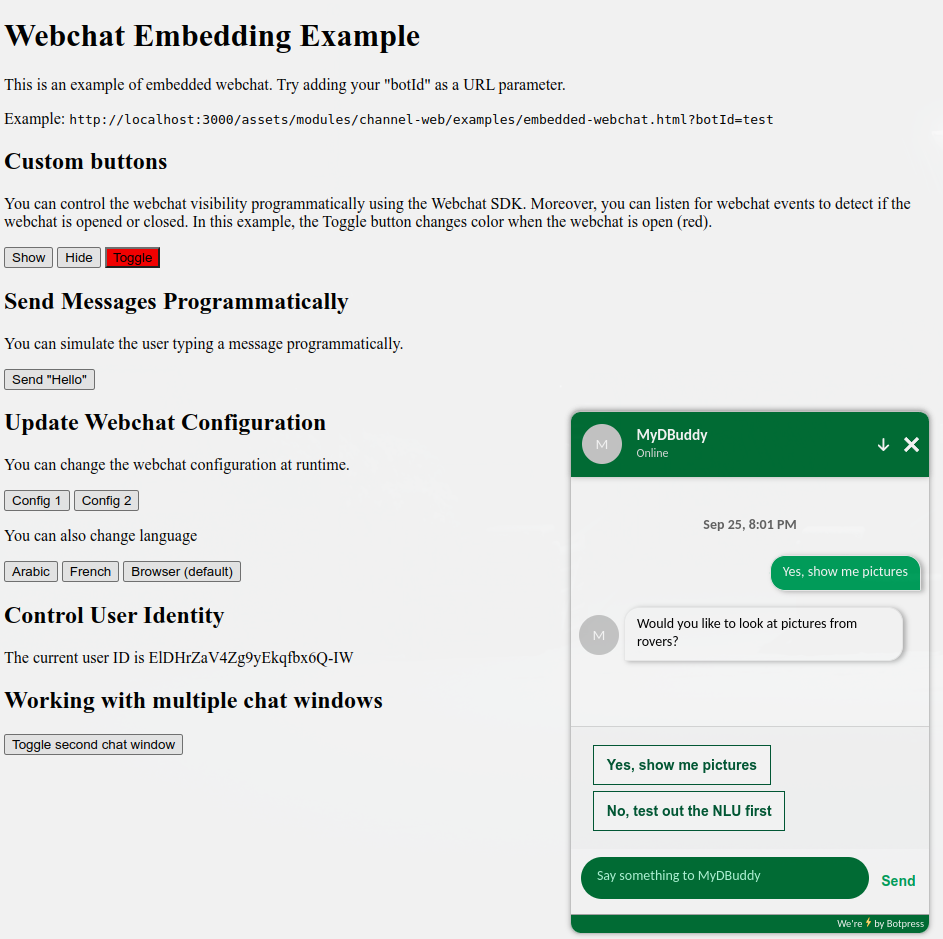 Webchat Embedding Example
This is an example of embedded webchat. Try adding your "botId" as a URL parameter.
Example: http://localhost:3000/assets/modules/channel-web/examples/embedded-webchat.html?botId=test
Custom buttons
You can control the webchat visibility programmatically using the Webchat SDK. Moreover, you can listen for webchat events to detect if the
webchat is opened or closed. In this example, the Toggle button changes color when the webchat is open (red).
Show Hide Toggle
Send Messages Programmatically
You can simulate the user typing a message programmatically.
Send "Hello"
Update Webchat Configuration
You can change the webchat configuration at runtime.
Config 1 Config 2
You can also change language
Arabic French Browser (default)
Control User Identity
The current user ID is ElDHrZaV4Zg9yEkqfbx6Q-IW
Working with multiple chat windows
Toggle second chat window
M
MyDBuddy
Online
Sep 25, 8:01 PM
Yes, show me pictures
M
Would you like to look at pictures from
rovers?
Yes, show me pictures
No, test out the NLU first
Say something to MyDBuddy
Send
We're ⚡ by Botpress